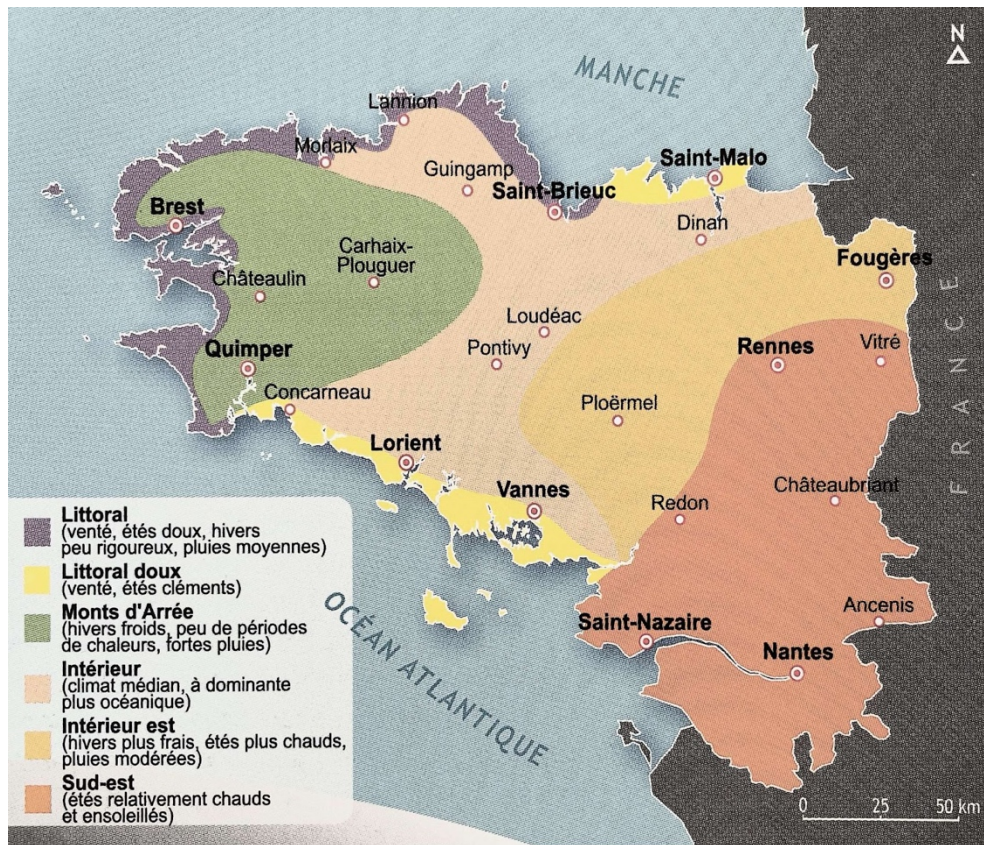 N
MANCHE
Lannion
Morlaix
Guingamp
Saint-Malo
Saint-Brieuc
Brest
Dinan
Carhaix-
Plouguer
Fougères
Châteaulin
Loudéac
Quimper
Pontivy
Rennes
Vitré
FRANCE
Concarneau
Ploërmel
Lorient
Vannes
Redon
Châteaubriant
Littoral
(venté, étés doux, hivers
peu rigoureux, pluies moyennes)
Littoral doux
(venté, étés cléments)
Monts d'Arrée
(hivers froids, peu de périodes
de chaleurs, fortes pluies)
Intérieur
(climat médian, à dominante
plus océanique)
Intérieur est
(hivers plus frais, étés plus chauds,
pluies modérées)
Sud-est
(étés relativement chauds
et ensoleillés)
OCÉAN ATLANTIQUE
Ancenis
Saint-Nazaire
Nantes
0 25 50 km